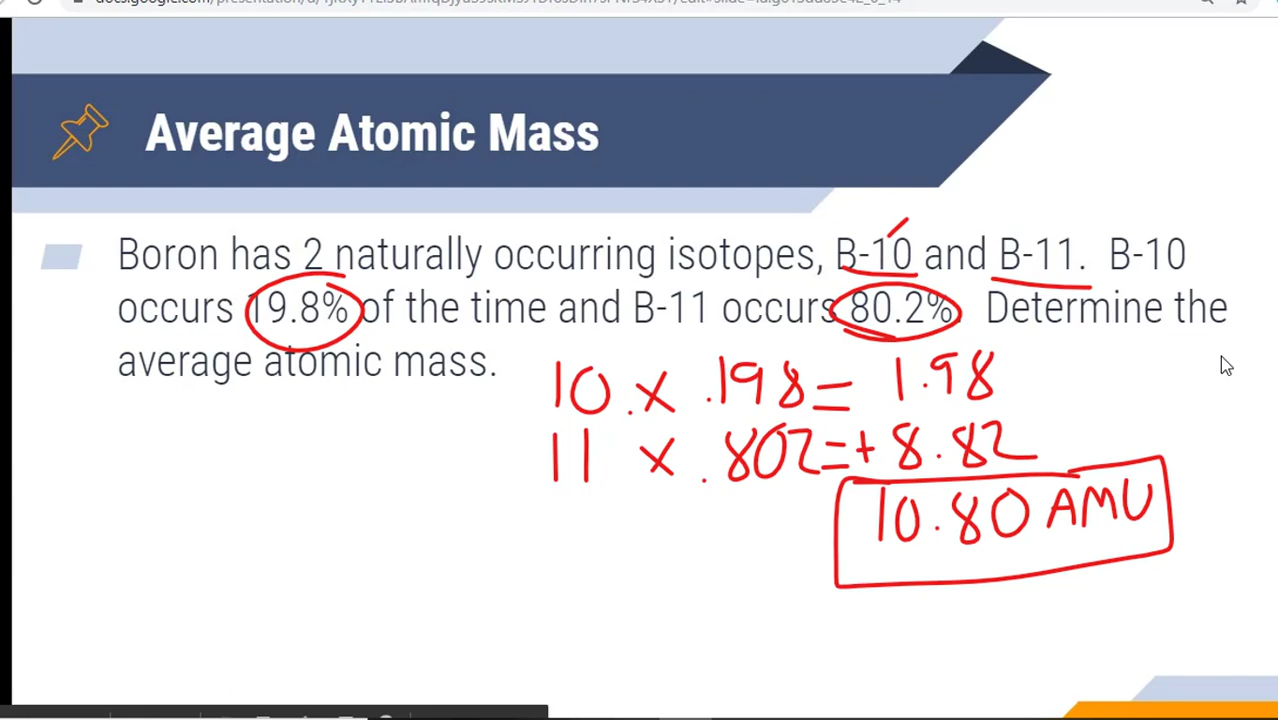 Average Atomic Mass
Boron has 2 naturally occurring isotopes, B-10 and B-11. B-10
occurs 19.8% of the time and B-11 occurs 80.2%. Determine the
average atomic mass.
10 . x .198 = 1.98
11 x .802 = + 8.82
10.80 AMU